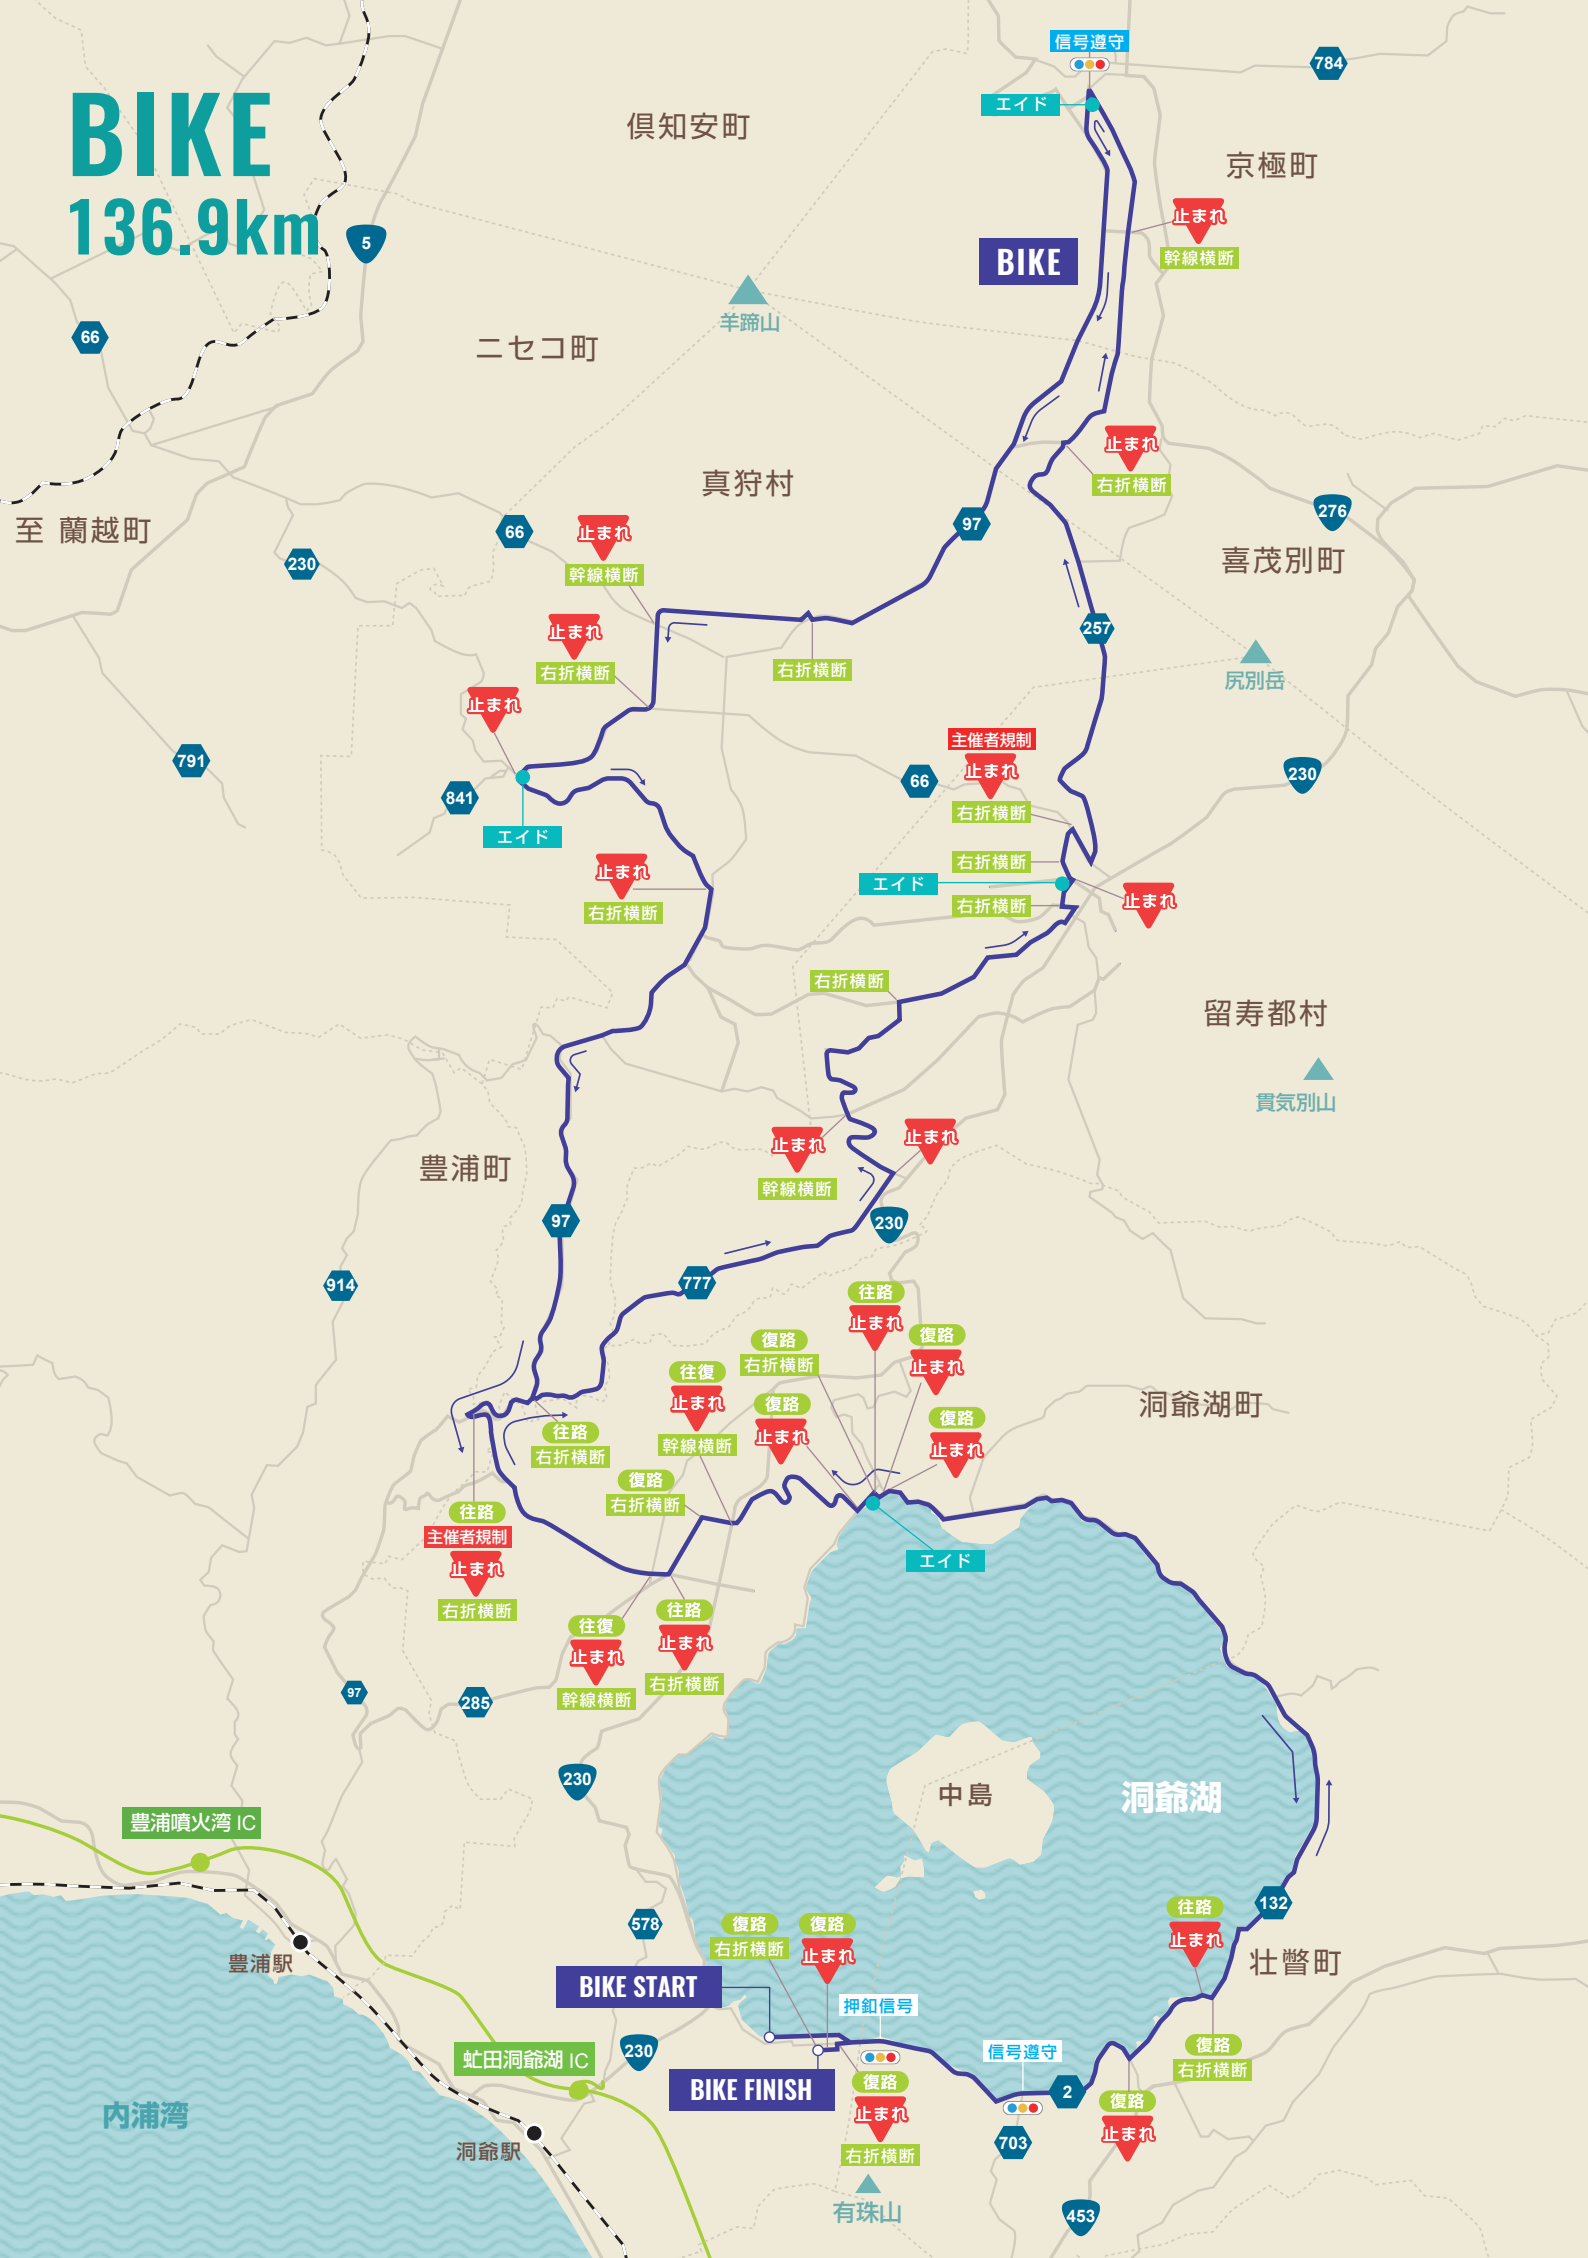 BIKE
136.9km
信号遵守
784
エイド
倶知安町
京極町
止まれ
幹線横断
5
BIKE
66
羊蹄山
ニセコ町
止まれ
右折横断
真狩村
276
至 蘭越町
66
止まれ
97
喜茂別町
230
幹線横断
止まれ
257
右折横断
右折横断
尻別岳
止まれ
主催者規制
791
841
66
止まれ
230
エイド
右折横断
止まれ
右折横断
エイド
右折横断
右折横断
止まれ
右折横断
留寿都村
貫気別山
止まれ
止まれ
豊浦町
幹線横断
97
230
914
777
往路
止まれ
復路
右折横断
復路
止まれ
往復
止まれ
幹線横断
復路
止まれ
復路
止まれ
洞爺湖町
往路
右折横断
復路
右折横断
往路
主催者規制
止まれ
右折横断
エイド
往復
止まれ
幹線横断
往路
止まれ
右折横断
97
285
230
中島
洞爺湖
豊浦噴火湾 IC
578
132
往路
止まれ
復路
右折横断
復路
止まれ
豊浦駅
壮瞥町
BIKE START
押釦信号
虻田洞爺湖 IC
230
信号遵守
復路
右折横断
BIKE FINISH
復路
止まれ
右折横断
2
703
復路
止まれ
内浦湾
洞爺駅
有珠山
453